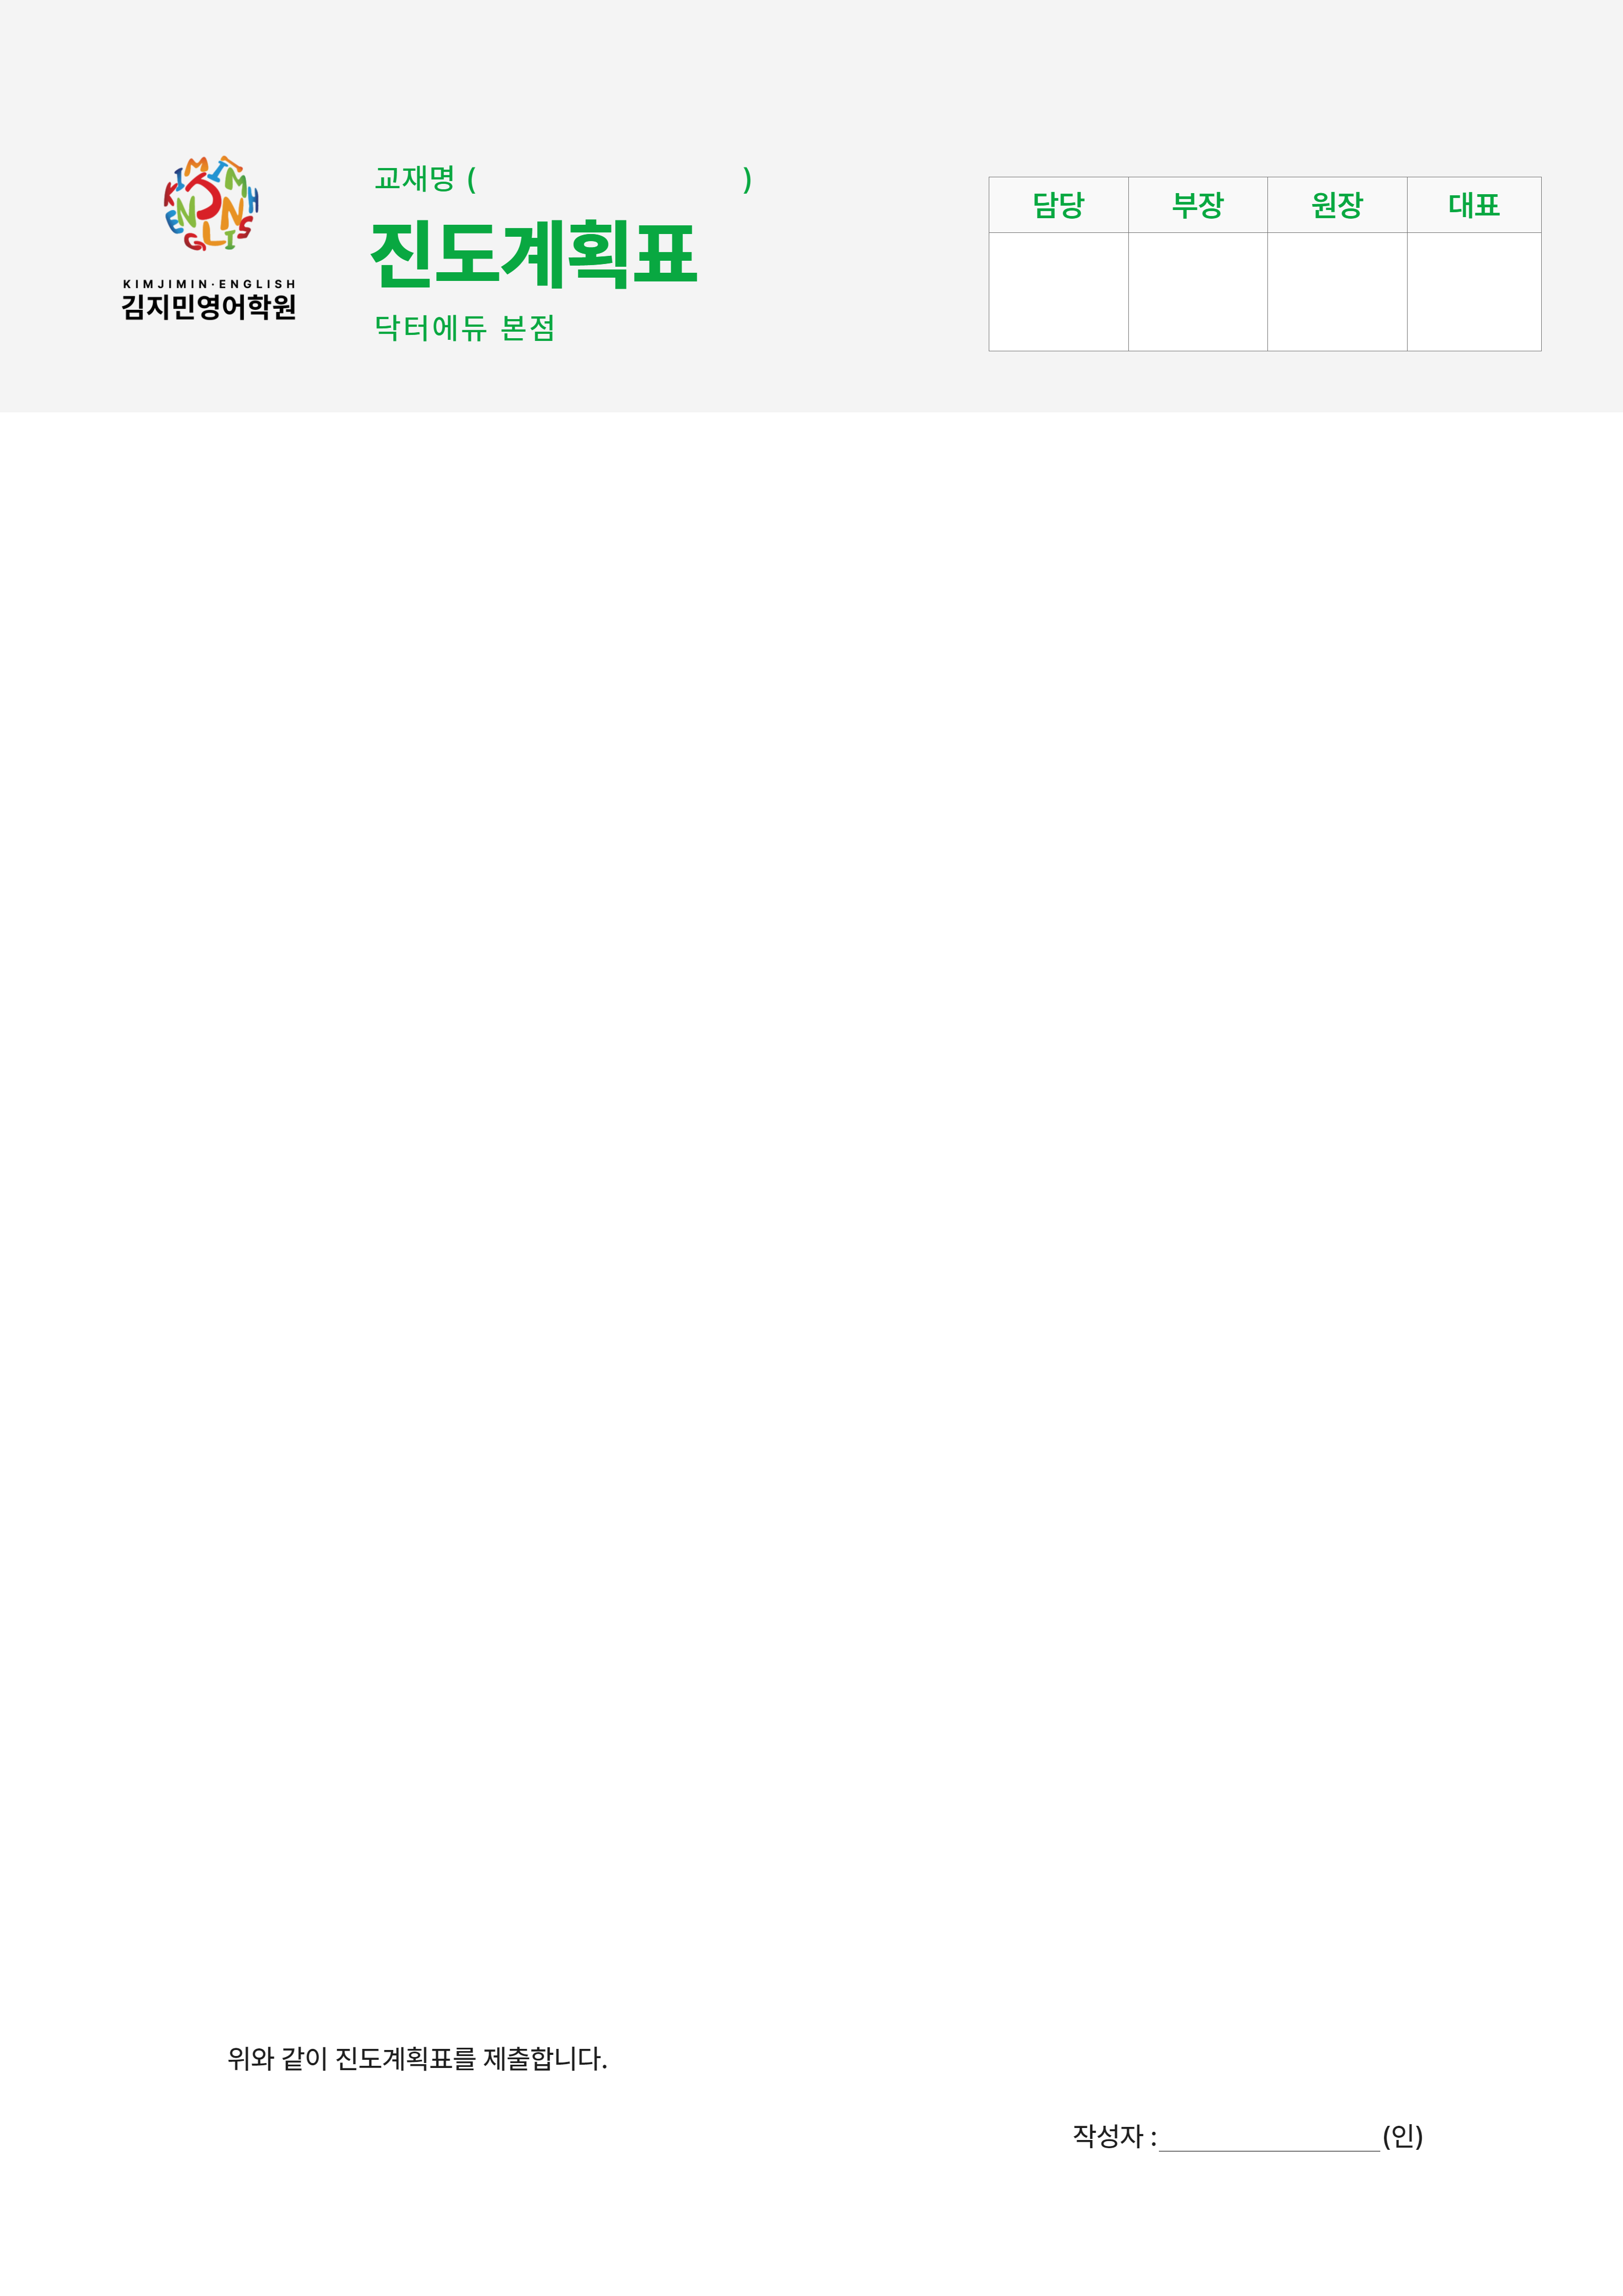 교재명 ( )
진도계획표
닥터에듀 본점
KIMJIMIN ENGLISH
KIMJIMIN·ENGLISH
김지민영어학원
담당 부장 원장 대표
위와 같이 진도계획표를 제출합니다.
작성자 : (인)